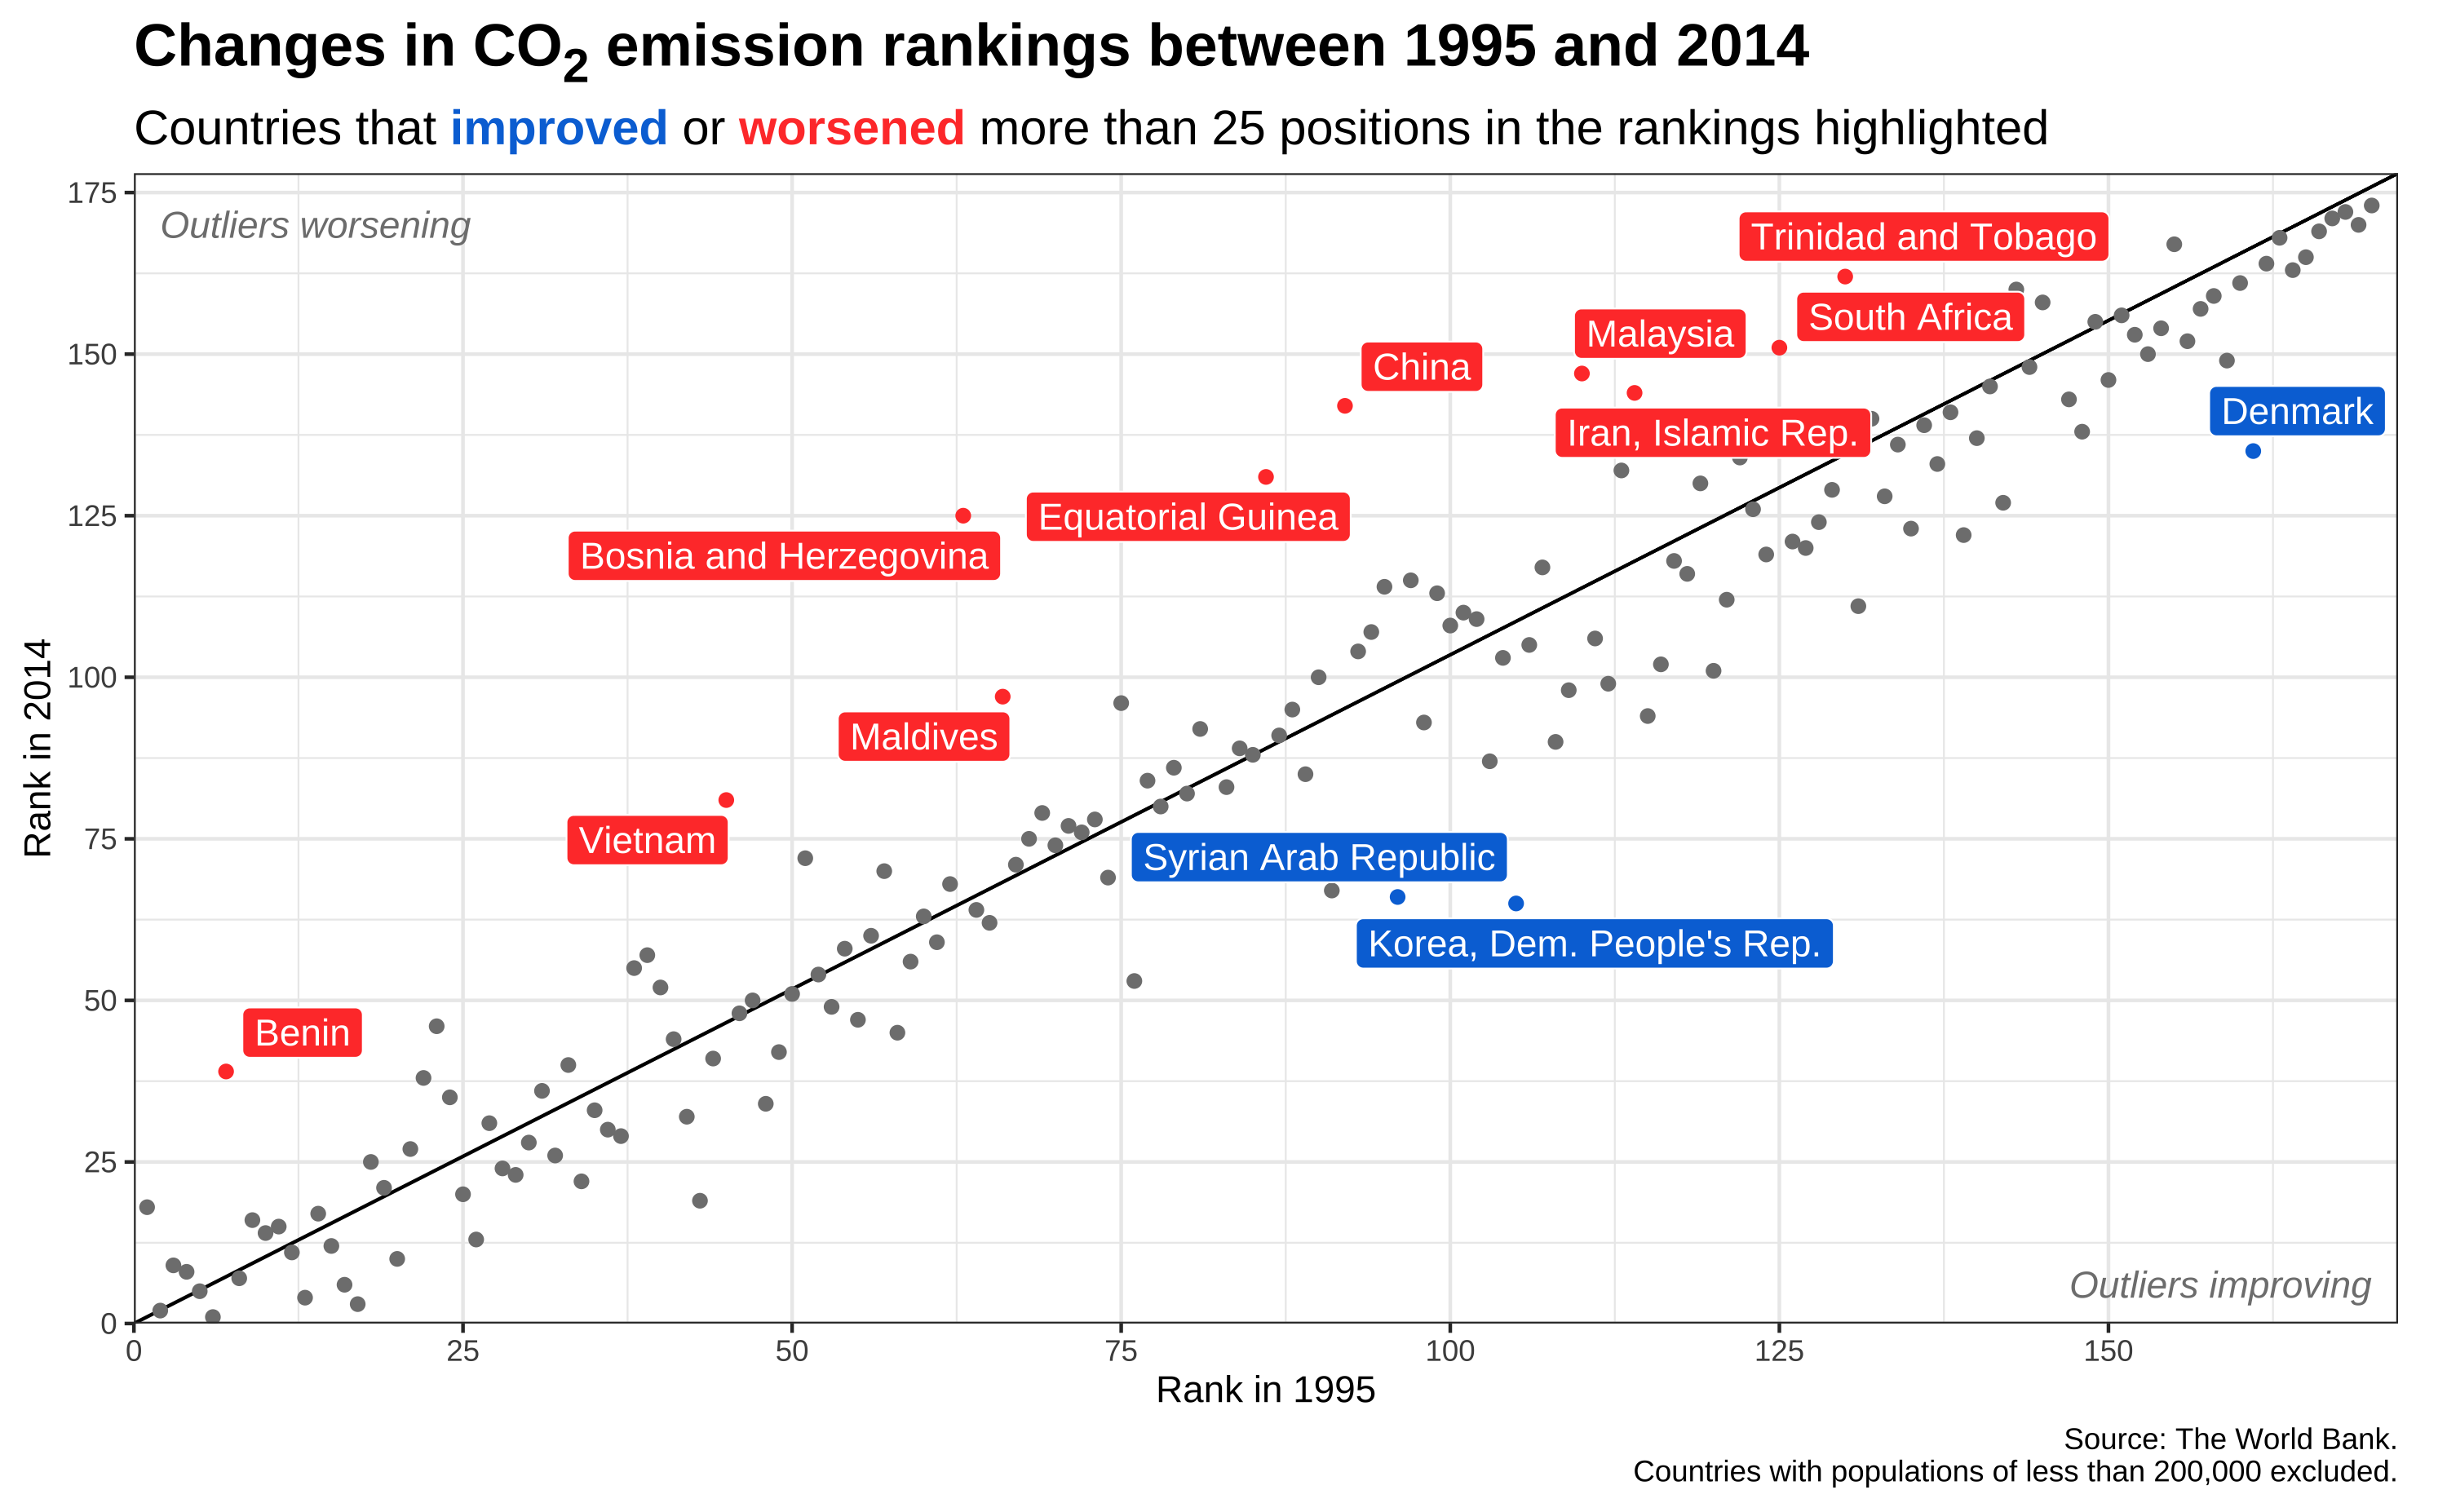 Changes in CO₂ emission rankings between 1995 and 2014
Countries that improved or worsened more than 25 positions in the rankings highlighted
175
Outliers worsening
Trinidad and Tobago
South Africa
Malaysia
150
China
Denmark
Iran, Islamic Rep.
125
Equatorial Guinea
Bosnia and Herzegovina
Rank in 2014
100
Maldives
75
Vietnam
Syrian Arab Republic
Korea, Dem. People's Rep.
50
Benin
25
Outliers improving
0
0 25 50 75 100 125 150
Rank in 1995
Source: The World Bank.
Countries with populations of less than 200,000 excluded.